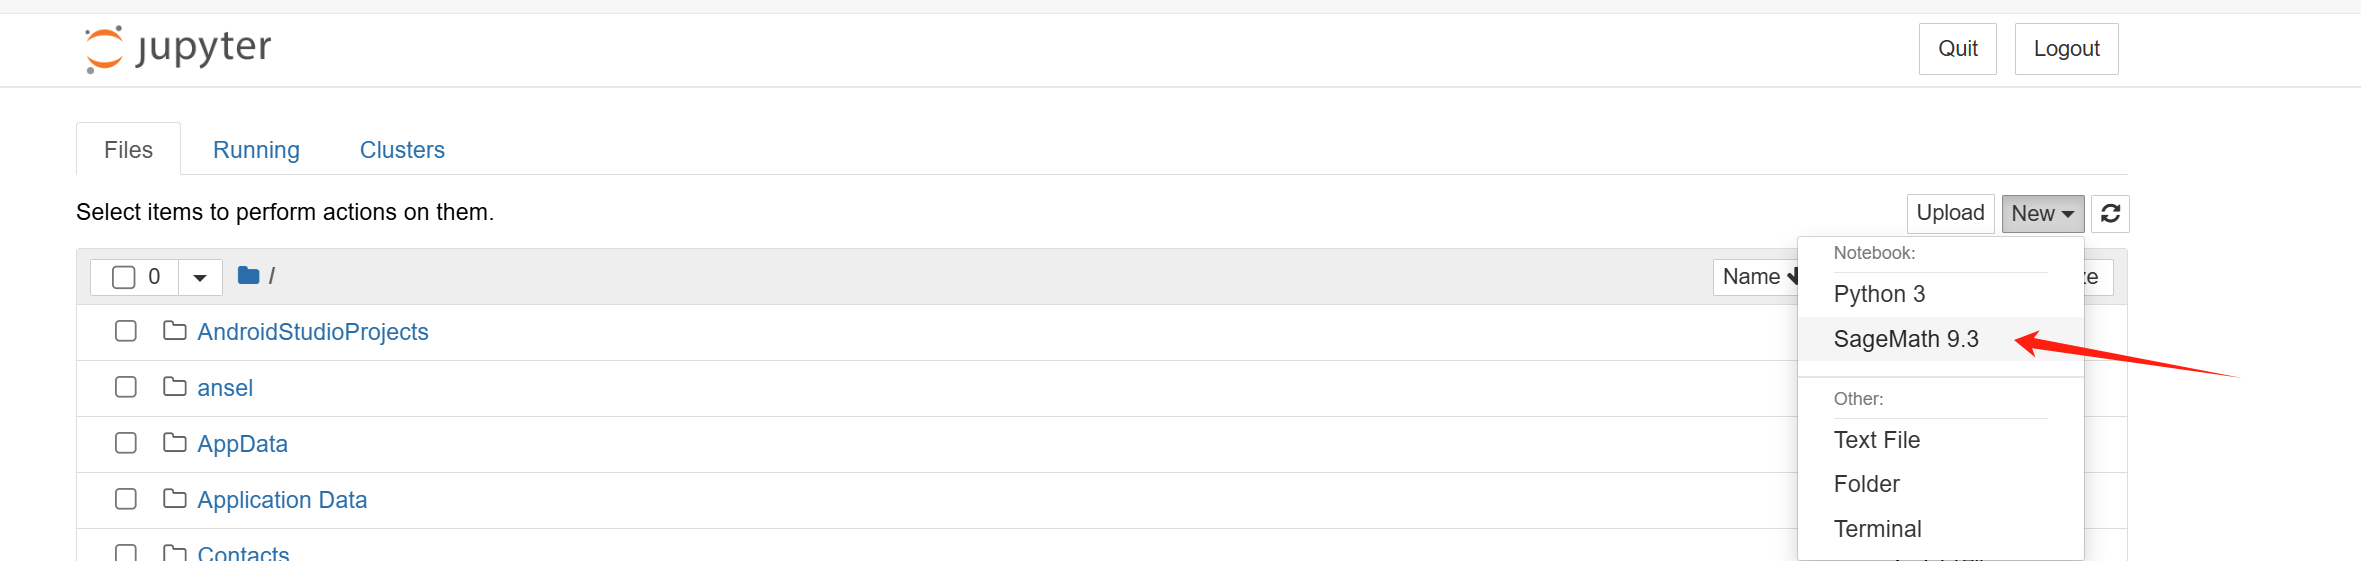 jupyter
Quit Logout
Files Running Clusters
Select items to perform actions on them.
Upload New
Notebook:
0 / Name
Python 3
AndroidStudioProjects
SageMath 9.3
ansel
Other:
AppData
Text File
Application Data
Folder
Terminal
Contacts